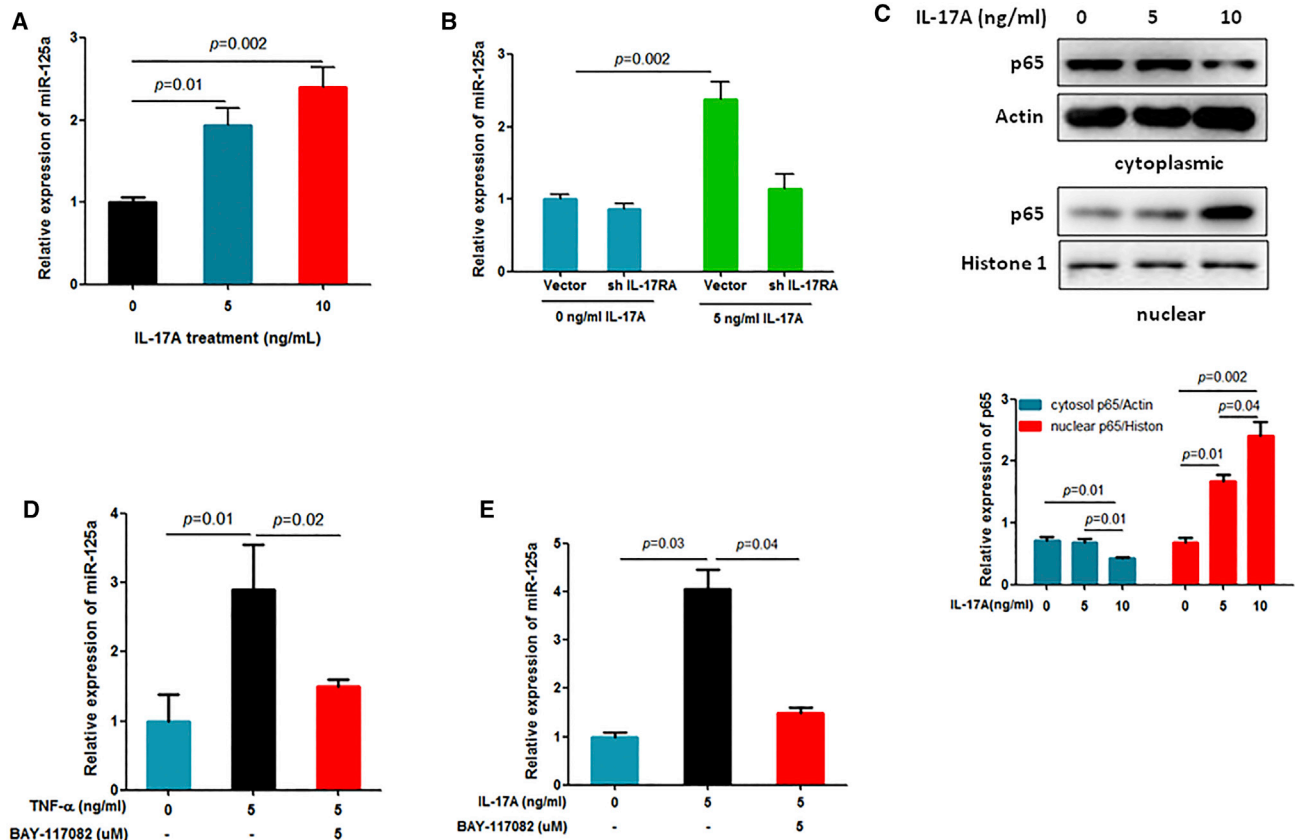 A
Relative expression of miR-125a
3
2
1
0
p=0.002
p=0.01
0 5 10
IL-17A treatment (ng/mL)
B
Relative expression of miR-125a
3
2
1
0
p=0.002
Vector sh IL-17RA Vector sh IL-17RA
0 ng/ml IL-17A 5 ng/ml IL-17A
C
IL-17A (ng/ml) 0 5 10
p65
Actin
cytoplasmic
p65
Histone 1
nuclear
Relative expression of p65
3
2
1
0
cytosol p65/Actin
nuclear p65/Histon
p=0.002
p=0.04
p=0.01
p=0.01
p=0.01
IL-17A(ng/ml) 0 5 10 0 5 10
D
Relative expression of miR-125a
4
3
2
1
0
p=0.01 p=0.02
TNF-α (ng/ml) 0 5 5
BAY-117082 (uM) - - 5
E
Relative expression of miR-125a
5
4
3
2
1
0
p=0.03 p=0.04
IL-17A (ng/ml) 0 5 5
BAY-117082 (uM) - - 5